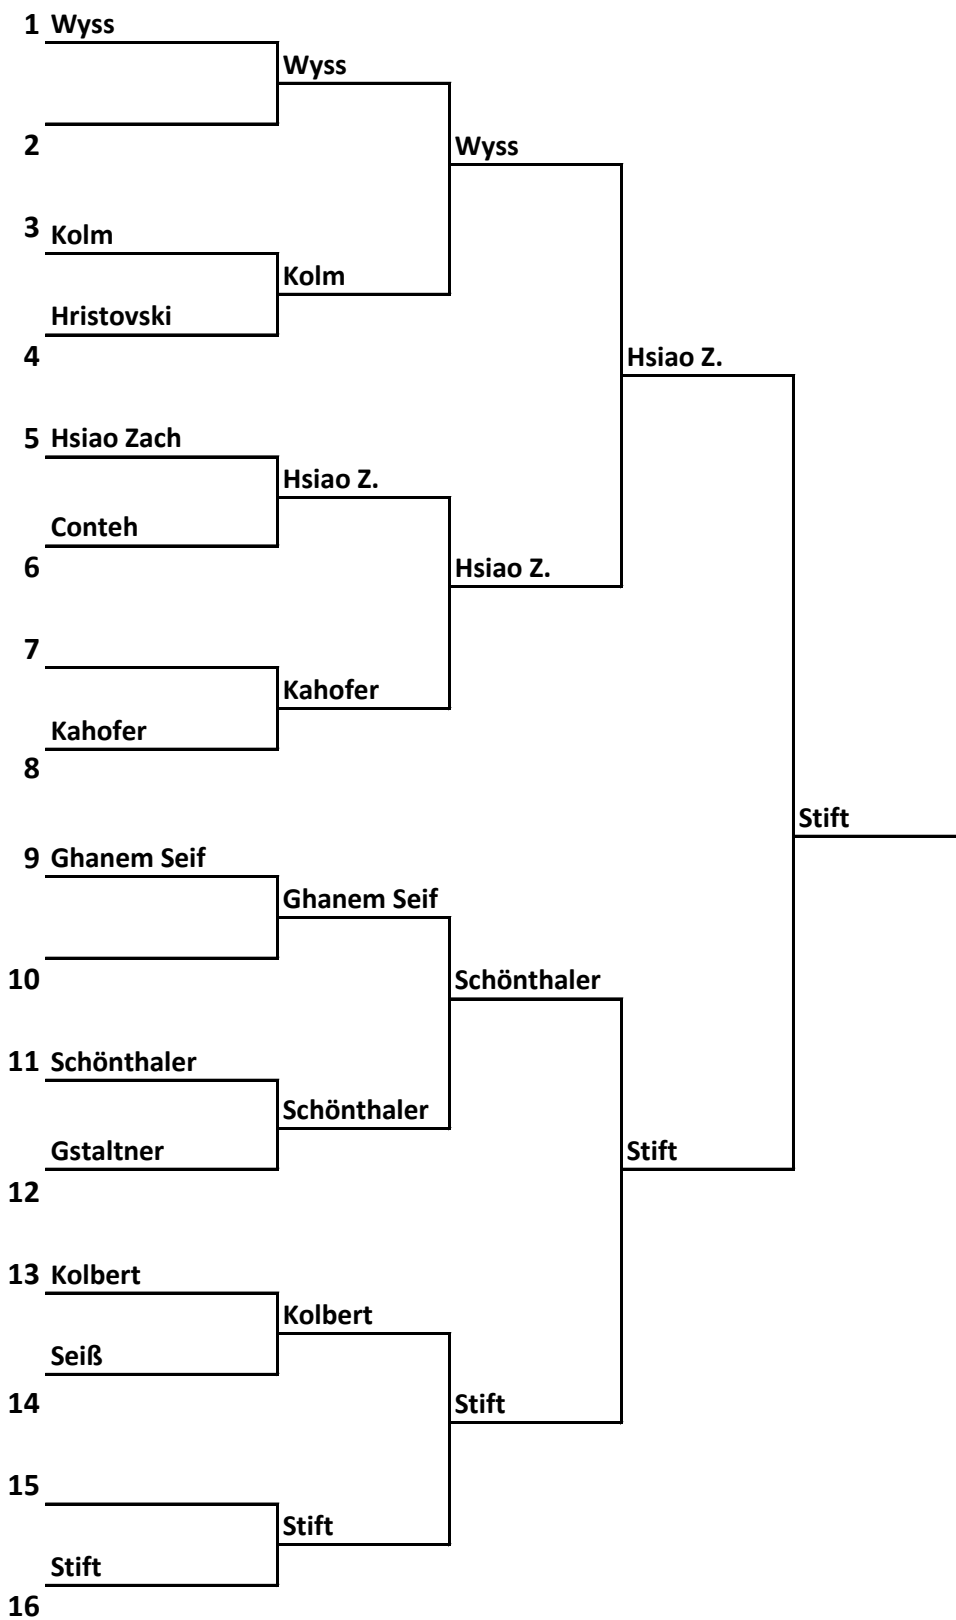 1 Wyss
Wyss
2
Wyss
3 Kolm
Kolm
Hristovski
4
Hsiao Z.
5 Hsiao Zach
Hsiao Z.
Conteh
6
Hsiao Z.
7
Kahofer
Kahofer
8
Stift
9 Ghanem Seif
Ghanem Seif
10
Schönthaler
11 Schönthaler
Schönthaler
Gstaltner
Stift
12
13 Kolbert
Kolbert
Seiß
14
Stift
15
Stift
Stift
16